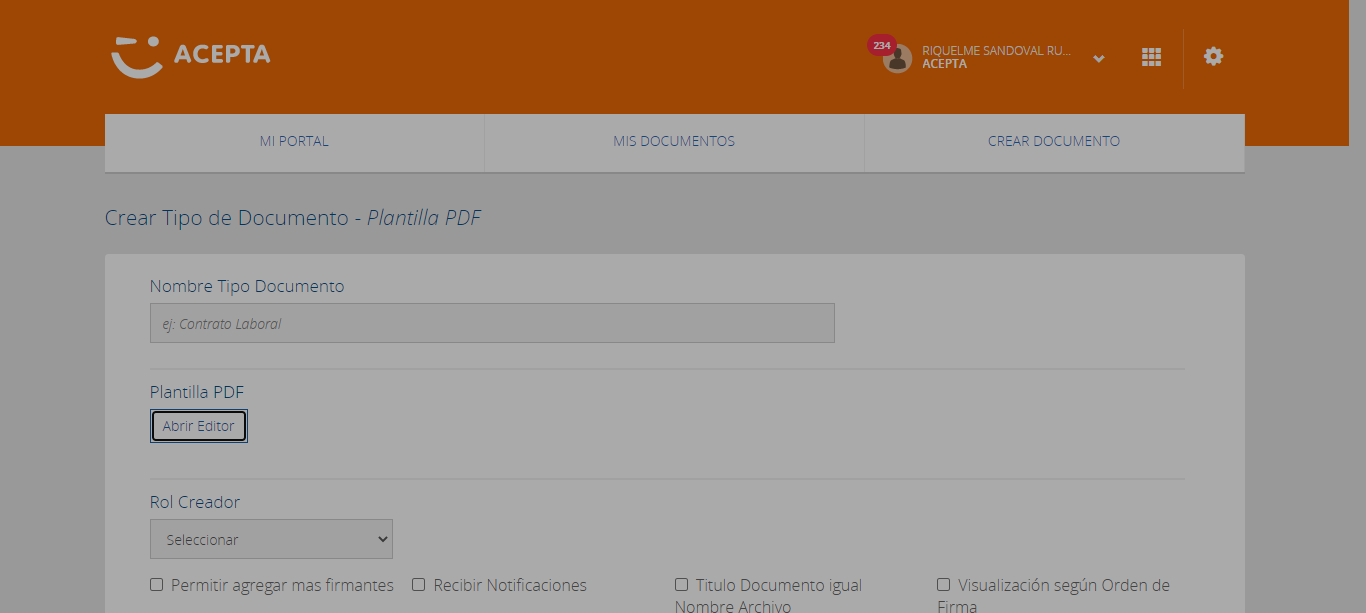 ACEPTA
234
RIQUELME SANDOVAL RU...
ACEPTA
MI PORTAL
MIS DOCUMENTOS
CREAR DOCUMENTO
Crear Tipo de Documento - Plantilla PDF
Nombre Tipo Documento
ej: Contrato Laboral
Plantilla PDF
Abrir Editor
Rol Creador
Seleccionar
Permitir agregar mas firmantes
Recibir Notificaciones
Titulo Documento igual
Nombre Archivo
Visualización según Orden de
Firma